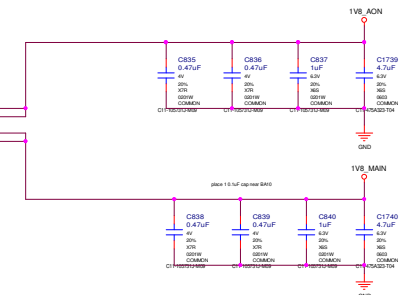 1V8_AON
C835 C836 C837 C1739
0.47uF 0.47uF 1uF 4.7uF
4V 4V 6.3V 6.3V
20% 20% 20% 20%
X7R X7R X6S X6S
0201W 0201W 0201W 0603
COMMON COMMON COMMON COMMON
GND
1V8_MAIN
place 1 0.1uF cap near BA10
C838 C839 C840 C1740
0.47uF 0.47uF 1uF 4.7uF
4V 4V 6.3V 6.3V
20% 20% 20% 20%
X7R X7R X6S X6S
0201W 0201W 0201W 0603
COMMON COMMON COMMON COMMON
GND